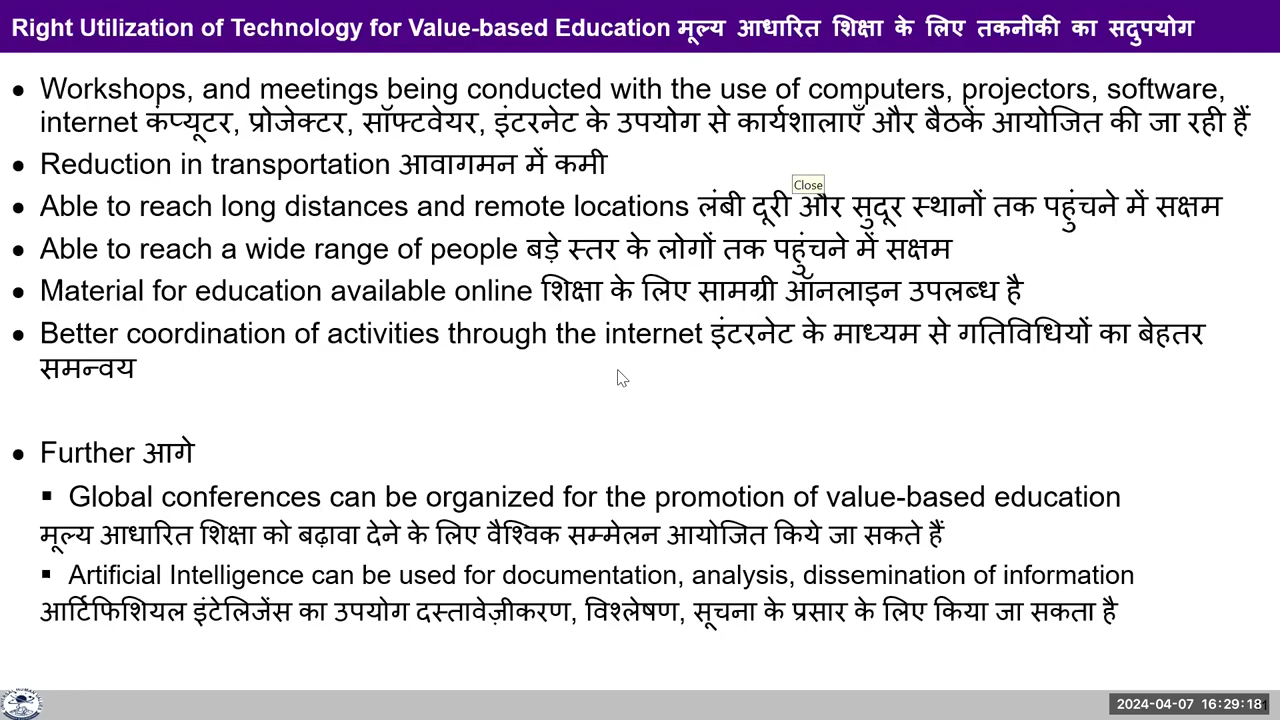 Right Utilization of Technology for Value-based Education मूल्य आधारित शिक्षा के लिए तकनीकी का सदुपयोग
• Workshops, and meetings being conducted with the use of computers, projectors, software,
internet कंप्यूटर, प्रोजेक्टर, सॉफ्टवेयर, इंटरनेट के उपयोग से कार्यशालाएँ और बैठकें आयोजित की जा रही हैं
• Reduction in transportation आवागमन में कमी
Close
• Able to reach long distances and remote locations लंबी दूरी और सुदूर स्थानों तक पहुंचने में सक्षम
• Able to reach a wide range of people बड़े स्तर के लोगों तक पहुंचने में सक्षम
• Material for education available online शिक्षा के लिए सामग्री ऑनलाइन उपलब्ध है
• Better coordination of activities through the internet इंटरनेट के माध्यम से गतिविधियों का बेहतर
समन्वय
• Further आगे
▪ Global conferences can be organized for the promotion of value-based education
मूल्य आधारित शिक्षा को बढ़ावा देने के लिए वैश्विक सम्मेलन आयोजित किये जा सकते हैं
▪ Artificial Intelligence can be used for documentation, analysis, dissemination of information
आर्टिफिशियल इंटेलिजेंस का उपयोग दस्तावेज़ीकरण, विश्लेषण, सूचना के प्रसार के लिए किया जा सकता है
2024-04-07 16:29:18